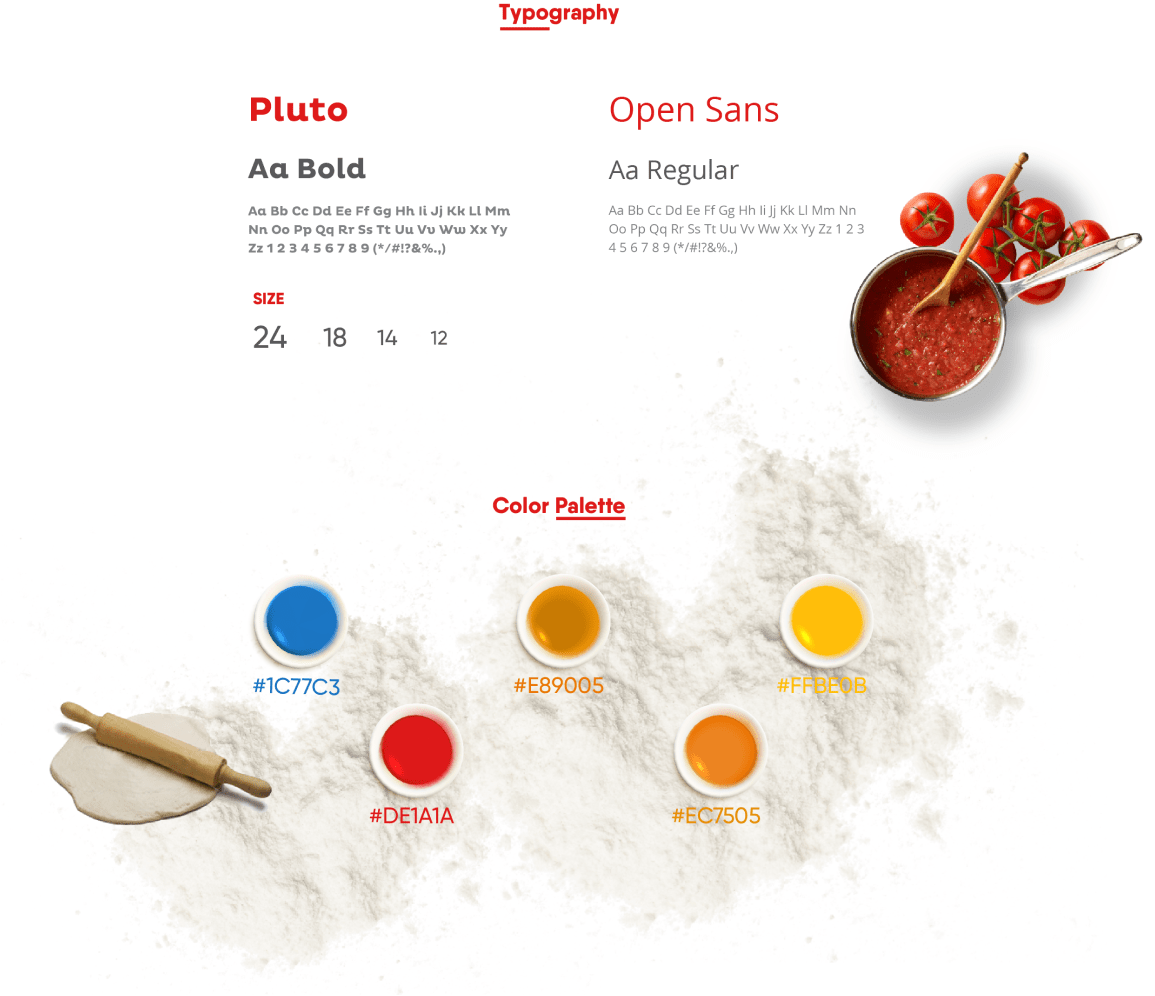 Typography
Pluto
Aa Bold
Aa Bb Cc Dd Ee Ff Gg Hh Ii Jj Kk Ll Mm
Nn Oo Pp Qq Rr Ss Tt Uu Vv Ww Xx Yy
Zz 1 2 3 4 5 6 7 8 9 (*/#!?&%.,)
SIZE
24 18 14 12
Open Sans
Aa Regular
Aa Bb Cc Dd Ee Ff Gg Hh Ii Jj Kk Ll Mm Nn
Oo Pp Qq Rr Ss Tt Uu Vv Ww Xx Yy Zz 1 2 3
4 5 6 7 8 9 (*/#!?&%.,)
Color Palette
#1C77C3 #E89005 #FFBE0B
#DE1A1A #EC7505